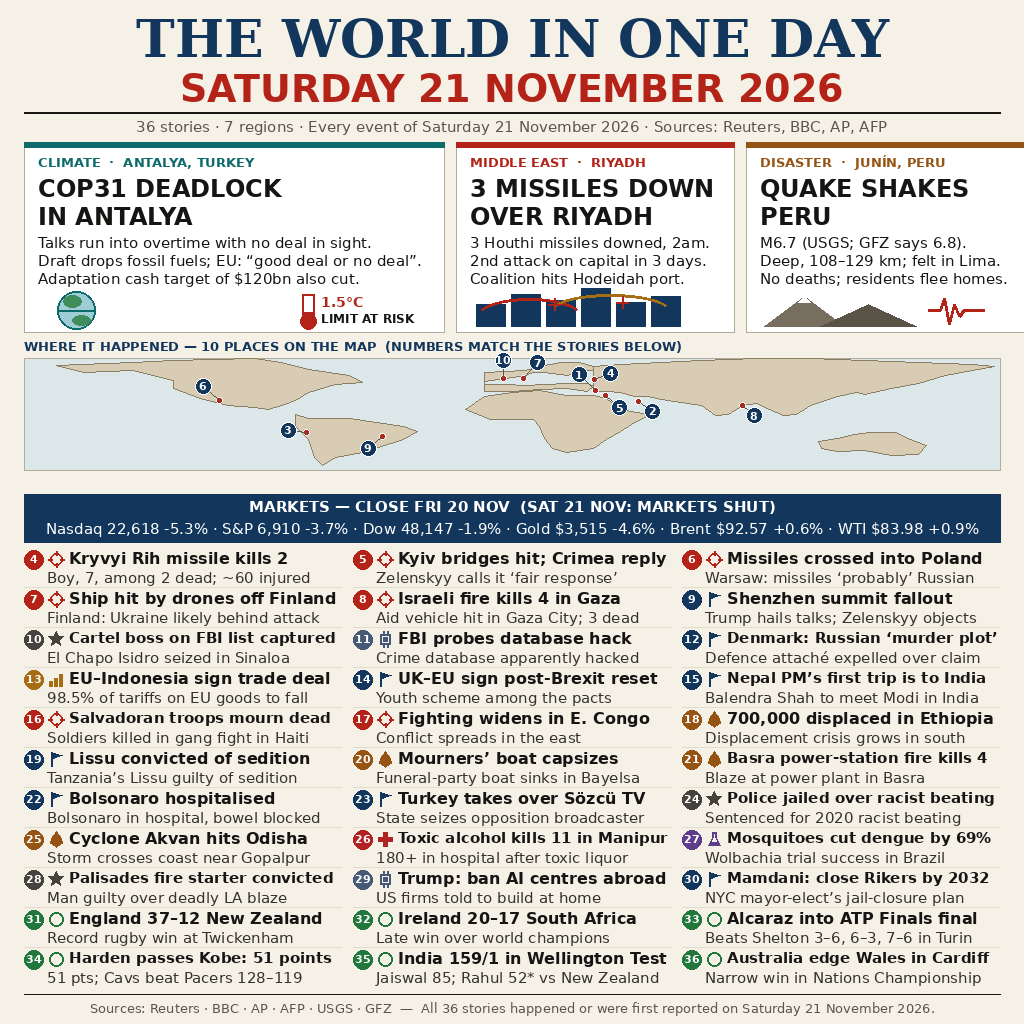 THE WORLD IN ONE DAY
SATURDAY 21 NOVEMBER 2026
36 stories · 7 regions · Every event of Saturday 21 November 2026 · Sources: Reuters, BBC, AP, AFP
CLIMATE · ANTALYA, TURKEY
COP31 DEADLOCK
IN ANTALYA
Talks run into overtime with no deal in sight.
Draft drops fossil fuels; EU: “good deal or no deal”.
Adaptation cash target of $120bn also cut.
1.5°C
LIMIT AT RISK
MIDDLE EAST · RIYADH
3 MISSILES DOWN
OVER RIYADH
3 Houthi missiles downed, 2am.
2nd attack on capital in 3 days.
Coalition hits Hodeidah port.
DISASTER · JUNÍN, PERU
QUAKE SHAKES
PERU
M6.7 (USGS; GFZ says 6.8).
Deep, 108–129 km; felt in Lima.
No deaths; residents flee homes.
WHERE IT HAPPENED — 10 PLACES ON THE MAP (NUMBERS MATCH THE STORIES BELOW)
10
7
1
4
6
5
2
8
3
9
MARKETS — CLOSE FRI 20 NOV (SAT 21 NOV: MARKETS SHUT)
Nasdaq 22,618 -5.3% · S&P 6,910 -3.7% · Dow 48,147 -1.9% · Gold $3,515 -4.6% · Brent $92.57 +0.6% · WTI $83.98 +0.9%
4 Kryvyi Rih missile kills 2
Boy, 7, among 2 dead; ~60 injured
5 Kyiv bridges hit; Crimea reply
Zelenskyy calls it ‘fair response’
6 Missiles crossed into Poland
Warsaw: missiles ‘probably’ Russian
7 Ship hit by drones off Finland
Finland: Ukraine likely behind attack
8 Israeli fire kills 4 in Gaza
Aid vehicle hit in Gaza City; 3 dead
9 Shenzhen summit fallout
Trump hails talks; Zelenskyy objects
10 Cartel boss on FBI list captured
El Chapo Isidro seized in Sinaloa
11 FBI probes database hack
Crime database apparently hacked
12 Denmark: Russian ‘murder plot’
Defence attaché expelled over claim
13 EU–Indonesia sign trade deal
98.5% of tariffs on EU goods to fall
14 UK–EU sign post-Brexit reset
Youth scheme among the pacts
15 Nepal PM’s first trip is to India
Balendra Shah to meet Modi in India
16 Salvadoran troops mourn dead
Soldiers killed in gang fight in Haiti
17 Fighting widens in E. Congo
Conflict spreads in the east
18 700,000 displaced in Ethiopia
Displacement crisis grows in south
19 Lissu convicted of sedition
Tanzania’s Lissu guilty of sedition
20 Mourners’ boat capsizes
Funeral-party boat sinks in Bayelsa
21 Basra power-station fire kills 4
Blaze at power plant in Basra
22 Bolsonaro hospitalised
Bolsonaro in hospital, bowel blocked
23 Turkey takes over Sözcü TV
State seizes opposition broadcaster
24 Police jailed over racist beating
Sentenced for 2020 racist beating
25 Cyclone Akvan hits Odisha
Storm crosses coast near Gopalpur
26 Toxic alcohol kills 11 in Manipur
180+ in hospital after toxic liquor
27 Mosquitoes cut dengue by 69%
Wolbachia trial success in Brazil
28 Palisades fire starter convicted
Man guilty over deadly LA blaze
29 Trump: ban AI centres abroad
US firms told to build at home
30 Mamdani: close Rikers by 2032
NYC mayor-elect’s jail-closure plan
31 England 37–12 New Zealand
Record rugby win at Twickenham
32 Ireland 20–17 South Africa
Late win over world champions
33 Alcaraz into ATP Finals final
Beats Shelton 3–6, 6–3, 7–6 in Turin
34 Harden passes Kobe: 51 points
51 pts; Cavs beat Pacers 128–119
35 India 159/1 in Wellington Test
Jaiswal 85; Rahul 52* vs New Zealand
36 Australia edge Wales in Cardiff
Narrow win in Nations Championship
Sources: Reuters · BBC · AP · AFP · USGS · GFZ — All 36 stories happened or were first reported on Saturday 21 November 2026.